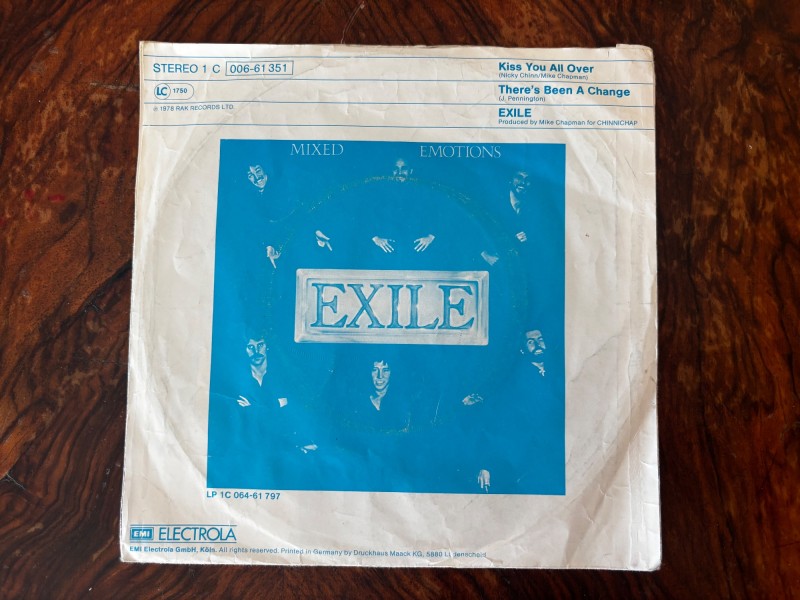 STEREO 1 C 006-61 351
Kiss You All Over
(Nicky Chinn/Mike Chapman)
LC 1750
There's Been A Change
(J. Pennington)
℗ 1978 RAK RECORDS LTD.
EXILE
Produced by Mike Chapman for CHINNICHAP
MIXED EMOTIONS
EXILE
LP 1C 064-61 797
EMI ELECTROLA
EMI Electrola GmbH, Köln. All rights reserved. Printed in Germany by Druckhaus Maack KG, 5880 Lüdenscheid